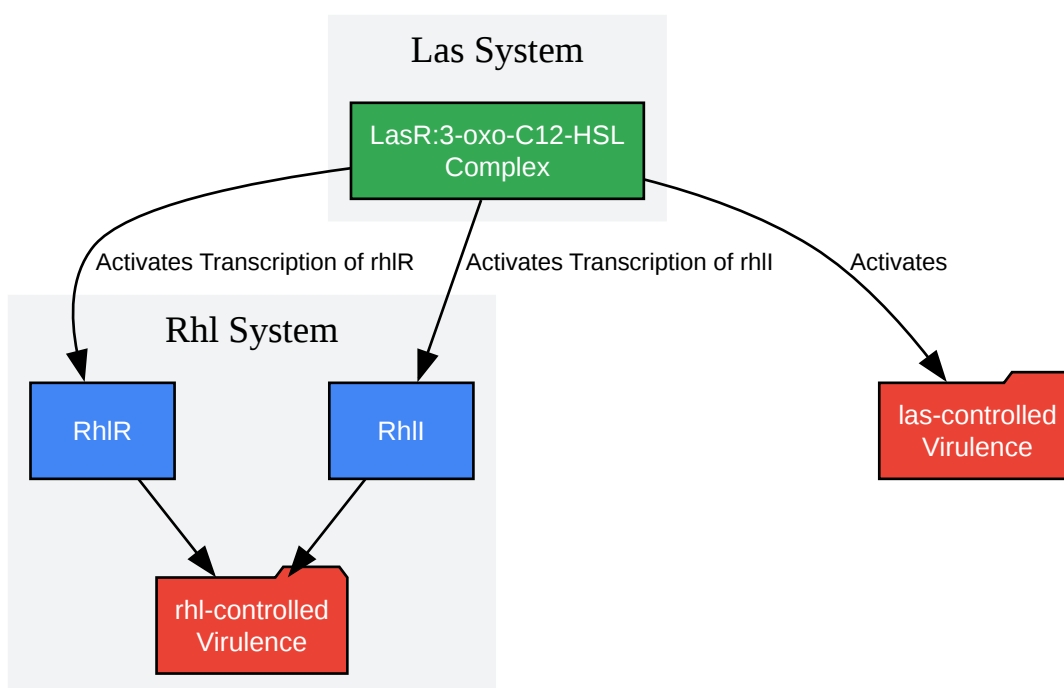 Las System
LasR:3-oxo-C12-HSL
Complex
Activates Transcription of rhlR
Activates Transcription of rhlI
Activates
Rhl System
RhlR
RhlI
las-controlled
Virulence
rhl-controlled
Virulence